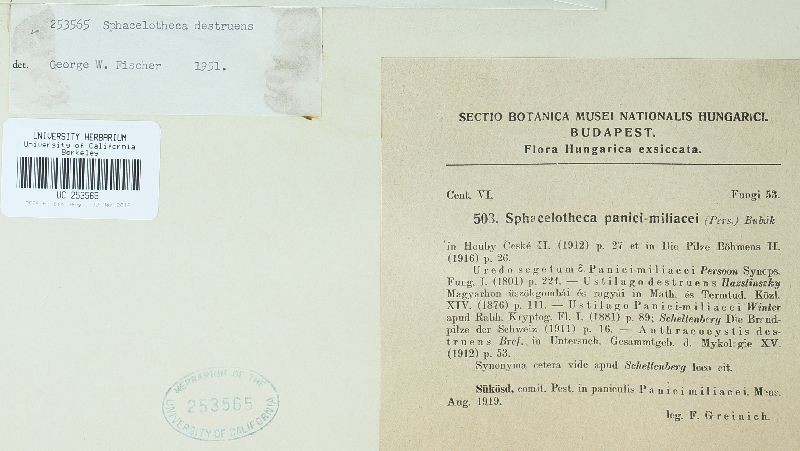 253565 Sphacelotheca destruens
det. George W. Fischer 1951.
UNIVERSITY HERBARIUM
University of California
Berkeley
UC 253565
HERBARIUM OF THE
253565
UNIVERSITY OF CALIFORNIA
SECTIO BOTANICA MUSEI NATIONALIS HUNGARICI.
BUDAPEST.
Flora Hungarica exsiccata.
Cent. VI. Fungi 53.
503. Sphacelotheca panici-miliacei (Pers.) Bubák
in Houby České II. (1912) p. 27 et in Die Pilze Böhmens II.
(1916) p. 26.
Uredo segetum Panici miliacei Persoon Synops.
Fung. I. (1801) p. 224. — Ustilago destruens Hazslinszky
Magyarhon üszökgombái és ragyái in Math. és Termtud. Közl.
XIV. (1876) p. 111. — Ustilago Panici-miliacei Winter
apud Rabh. Kryptog. Fl. I. (1881) p. 89; Schellenberg Die Brand-
pilze der Schweiz (1911) p. 16. — Anthracocystis des-
truens Bref. in Untersuch. Gesammtgeb. d. Mykologie XV.
(1912) p. 53.
Synonyma cetera vide apud Schellenberg loco cit.
Sükösd, comit. Pest. in paniculis Panici miliacei. Mens.
Aug. 1919.
leg. F. Greinich.